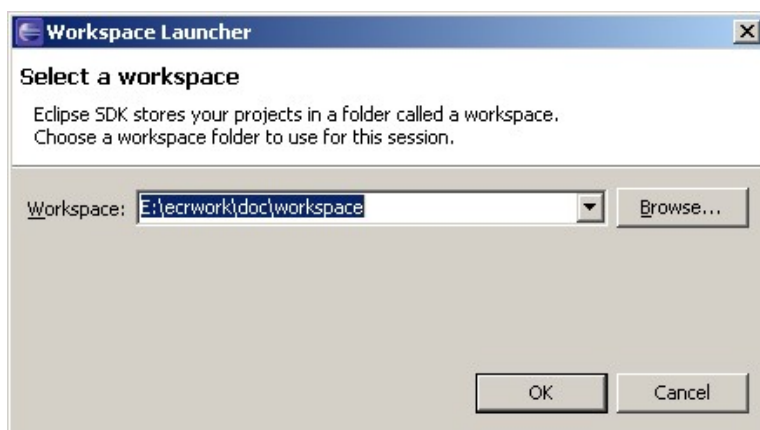 Workspace Launcher
Select a workspace
Eclipse SDK stores your projects in a folder called a workspace.
Choose a workspace folder to use for this session.
Workspace: E:\ecrwork\doc\workspace Browse...
OK Cancel